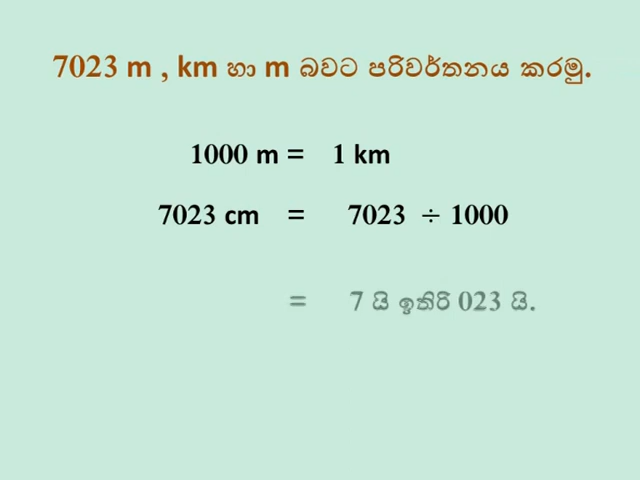 7023 m , km හා m බවට පරිවර්තනය කරමු.
1000 m = 1 km
7023 cm = 7023 ÷ 1000
= 7 යි ඉතිරි 023 යි.